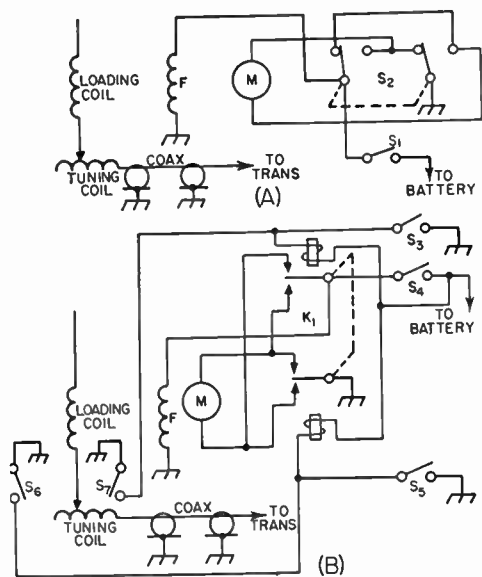 LOADING
COIL
F
M
S2
S1
TO
BATTERY
TUNING
COIL
COAX
TO
TRANS
(A)
S3
S4
TO
BATTERY
K1
LOADING
COIL
F
M
S6
S7
S5
TUNING
COIL
COAX
TO
TRANS
(B)